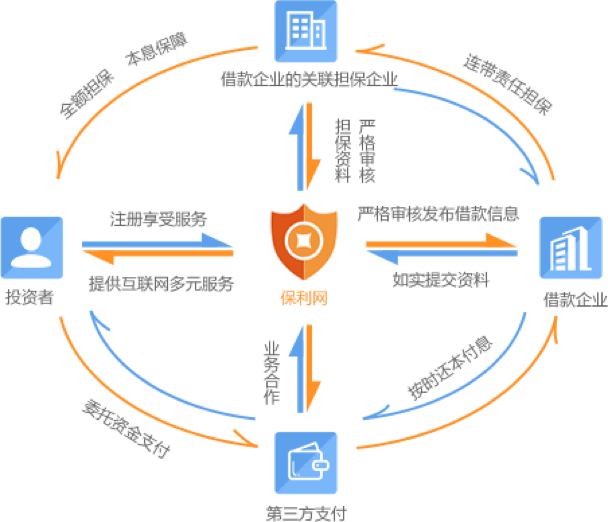 全额担保 本息保障
借款企业的关联担保企业
连带责任担保
担保资料
严格审核
注册享受服务
提供互联网多元服务
严格审核发布借款信息
如实提交资料
投资者
保利网
借款企业
业务合作
委托资金支付
按时还本付息
第三方支付